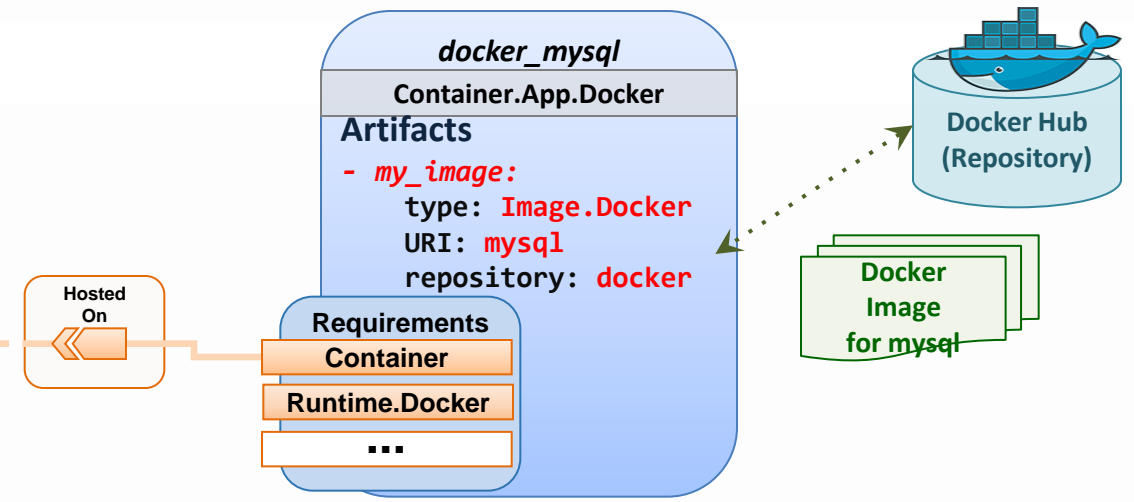 docker_mysql
Container.App.Docker
Artifacts
- my_image:
type: Image.Docker
URI: mysql
repository: docker
Docker Hub
(Repository)
Docker
Image
for mysql
Hosted
On
Requirements
Container
Runtime.Docker
...